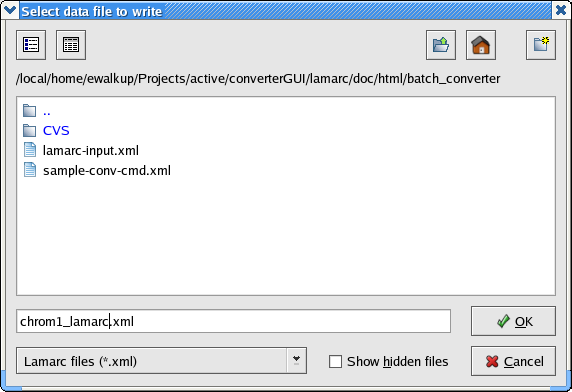 Select data file to write
/local/home/ewalkup/Projects/active/converterGUI/lamarc/doc/html/batch_converter
..
CVS
lamarc-input.xml
sample-conv-cmd.xml
chrom1_lamarc.xml
OK
Lamarc files (*.xml)
Show hidden files
Cancel